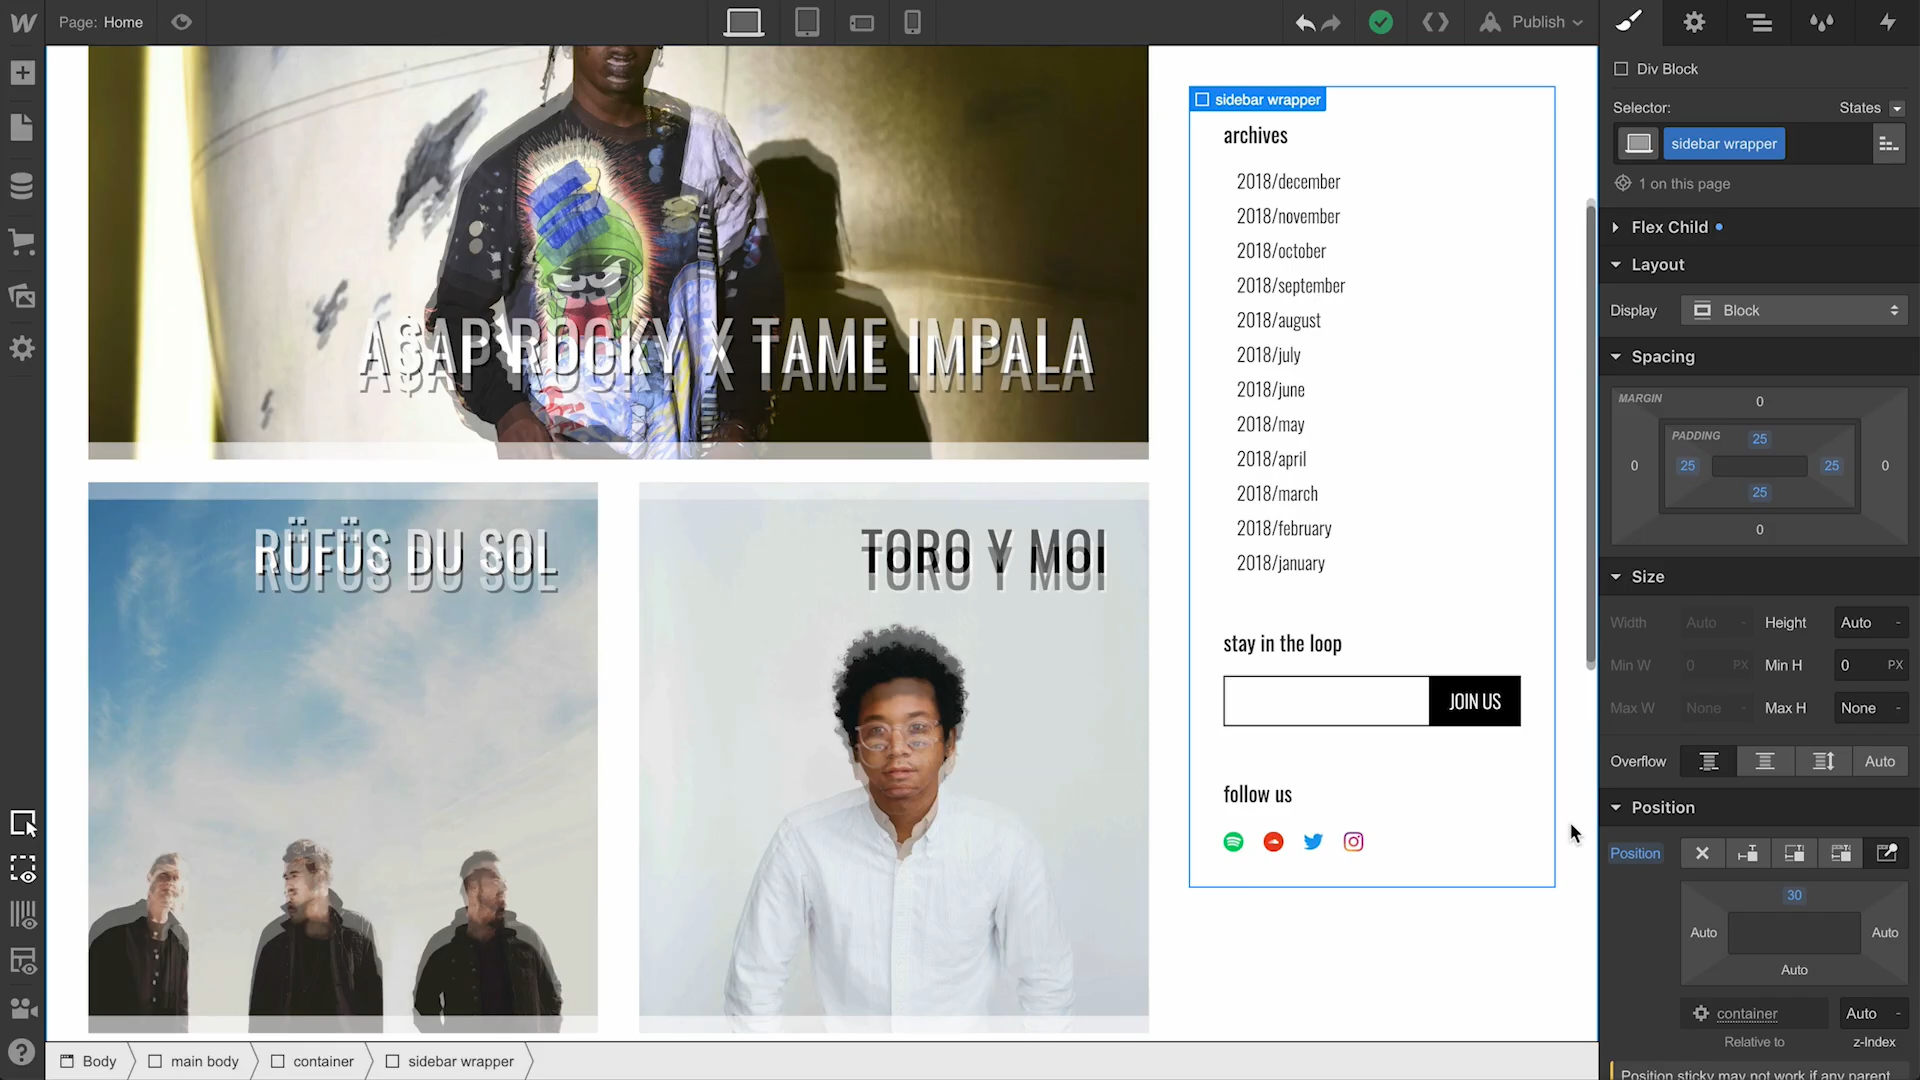 Page: Home
Publish
sidebar wrapper
archives
2018/december
2018/november
2018/october
2018/september
2018/august
2018/july
2018/june
2018/may
2018/april
2018/march
2018/february
2018/january
stay in the loop
JOIN US
follow us
A$AP ROCKY X TAME IMPALA
RÜFÜS DU SOL
TORO Y MOI
Body
main body
container
sidebar wrapper
Div Block
Selector:
States
sidebar wrapper
1 on this page
Flex Child
Layout
Display
Block
Spacing
MARGIN
0
PADDING
25
0
25
25
0
25
0
Size
Width
Auto
-
Height
Auto
-
Min W
0
PX
Min H
0
PX
Max W
None
-
Max H
None
-
Overflow
Auto
Position
Position
30
Auto
Auto
Auto
container
Auto
-
Relative to
z-Index
Position sticky may not work if any parent